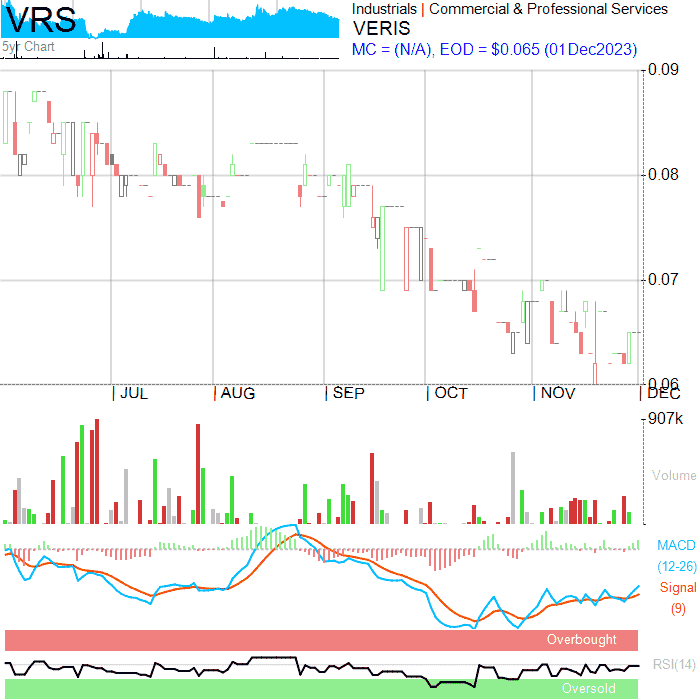 VRS
5yr Chart
Industrials | Commercial & Professional Services
VERIS
MC = (N/A), EOD = $0.065 (01Dec2023)
0.09
0.08
0.07
0.06
| JUL | AUG | SEP | OCT | NOV | DEC
907k
Volume
MACD
(12-26)
Signal
(9)
Overbought
RSI(14)
Oversold